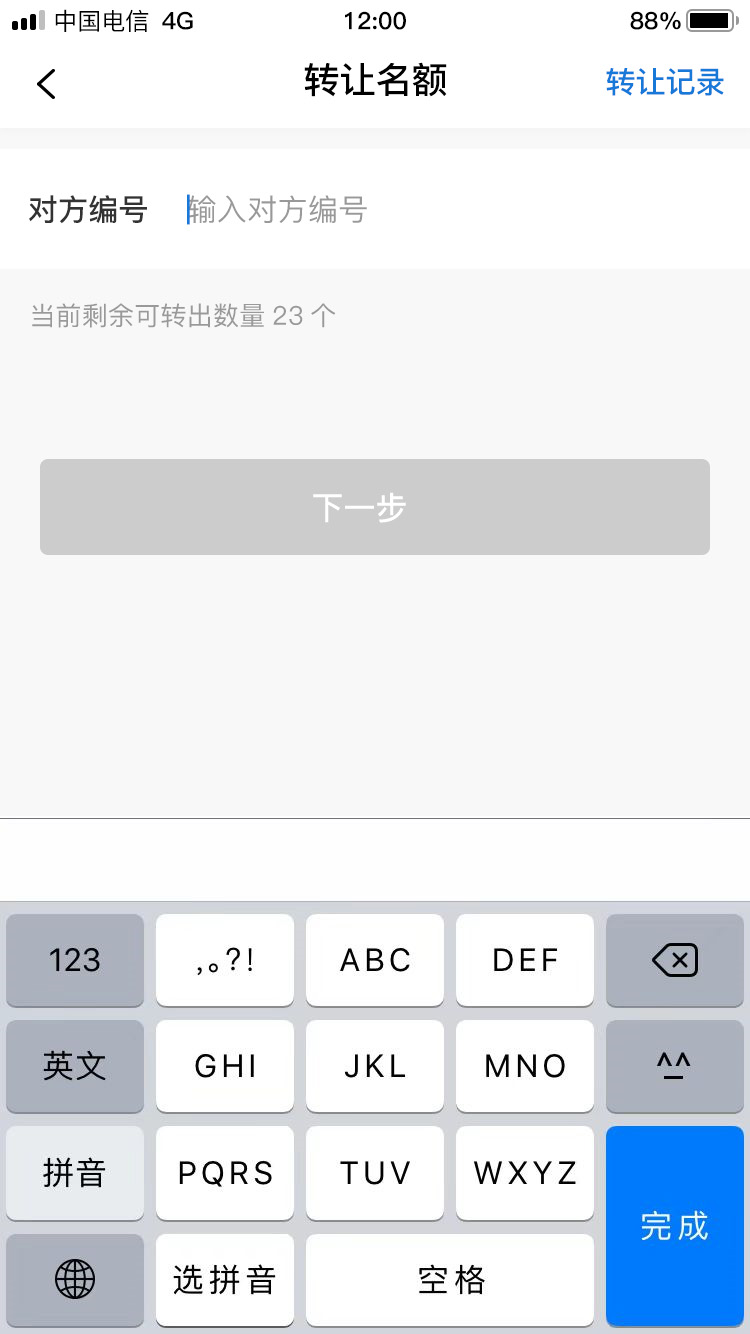 中国电信 4G 12:00 88%
转让名额 转让记录
对方编号 输入对方编号
当前剩余可转出数量 23 个
下一步
123 ,。?! ABC DEF
英文 GHI JKL MNO ^^
拼音 PQRS TUV WXYZ
完成
选拼音 空格